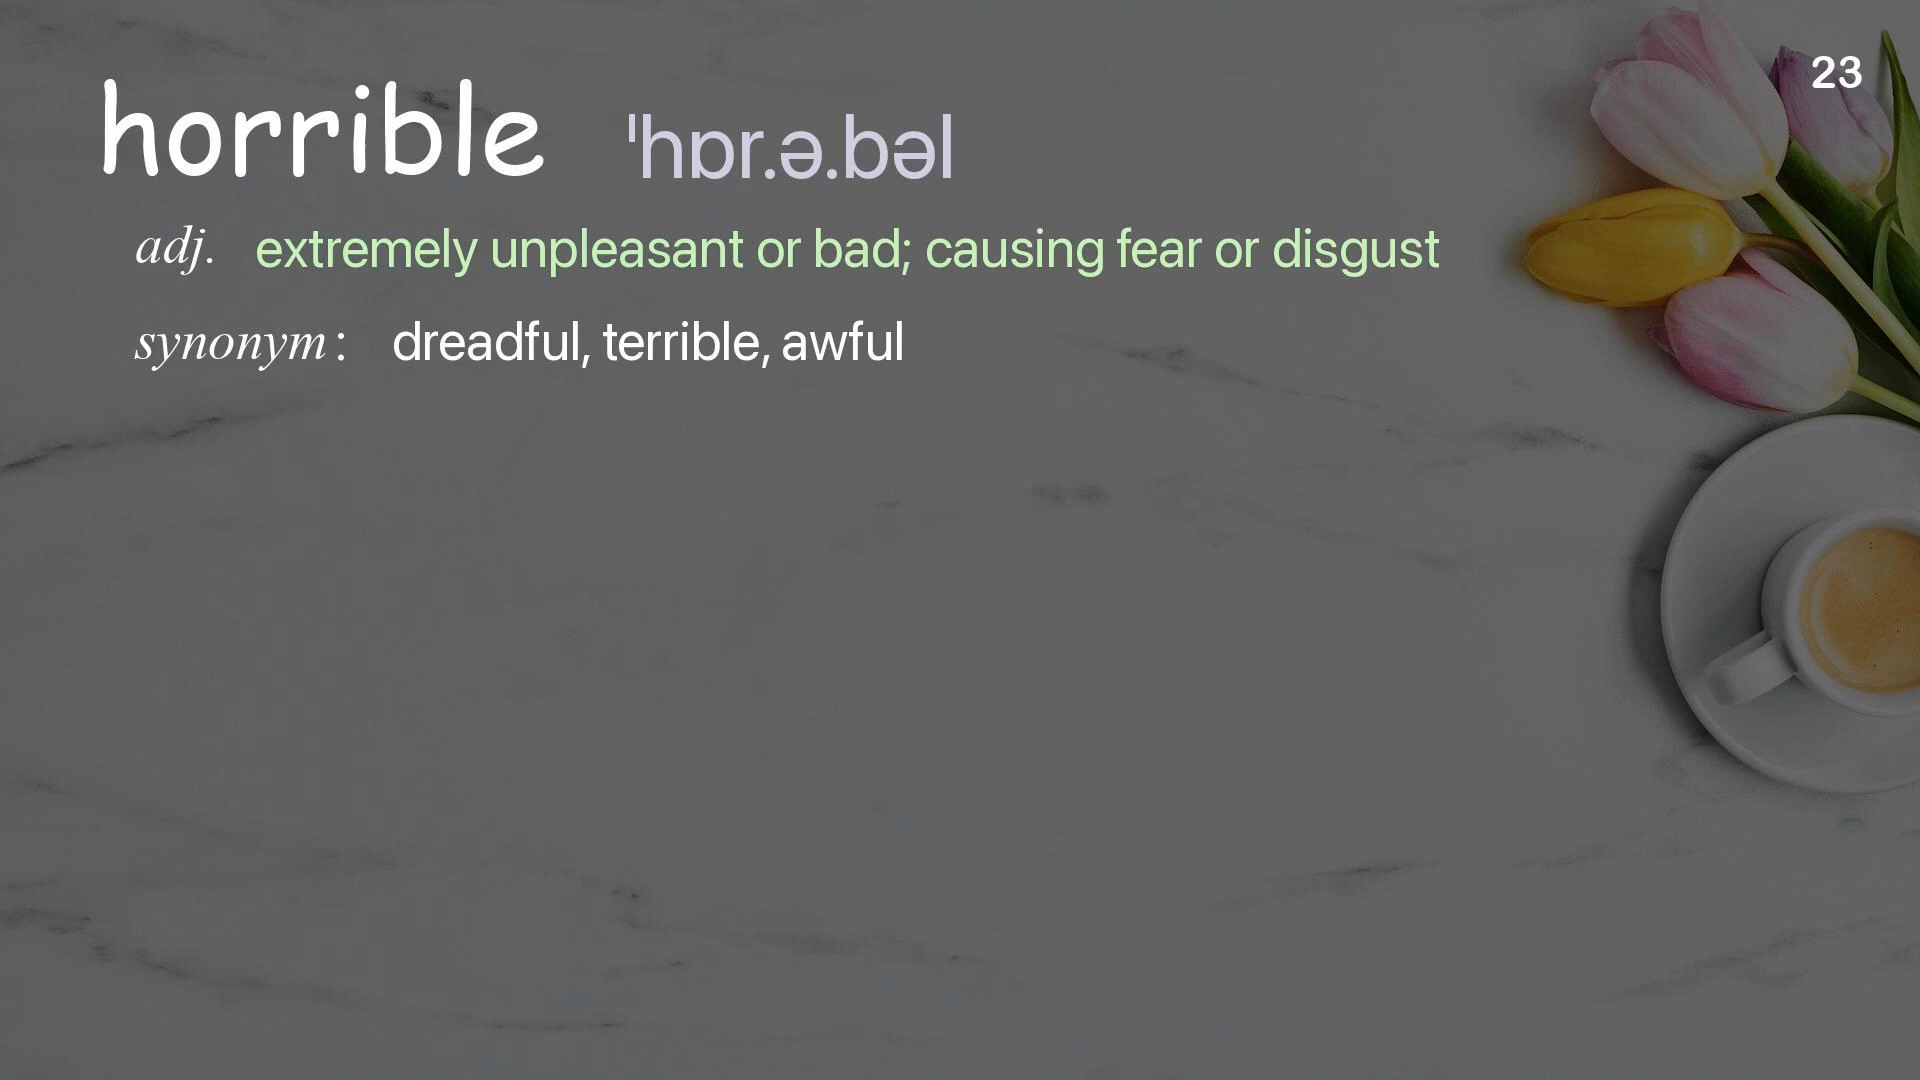 23
horrible ˈhɒr.ə.bəl
adj. extremely unpleasant or bad; causing fear or disgust
synonym: dreadful, terrible, awful